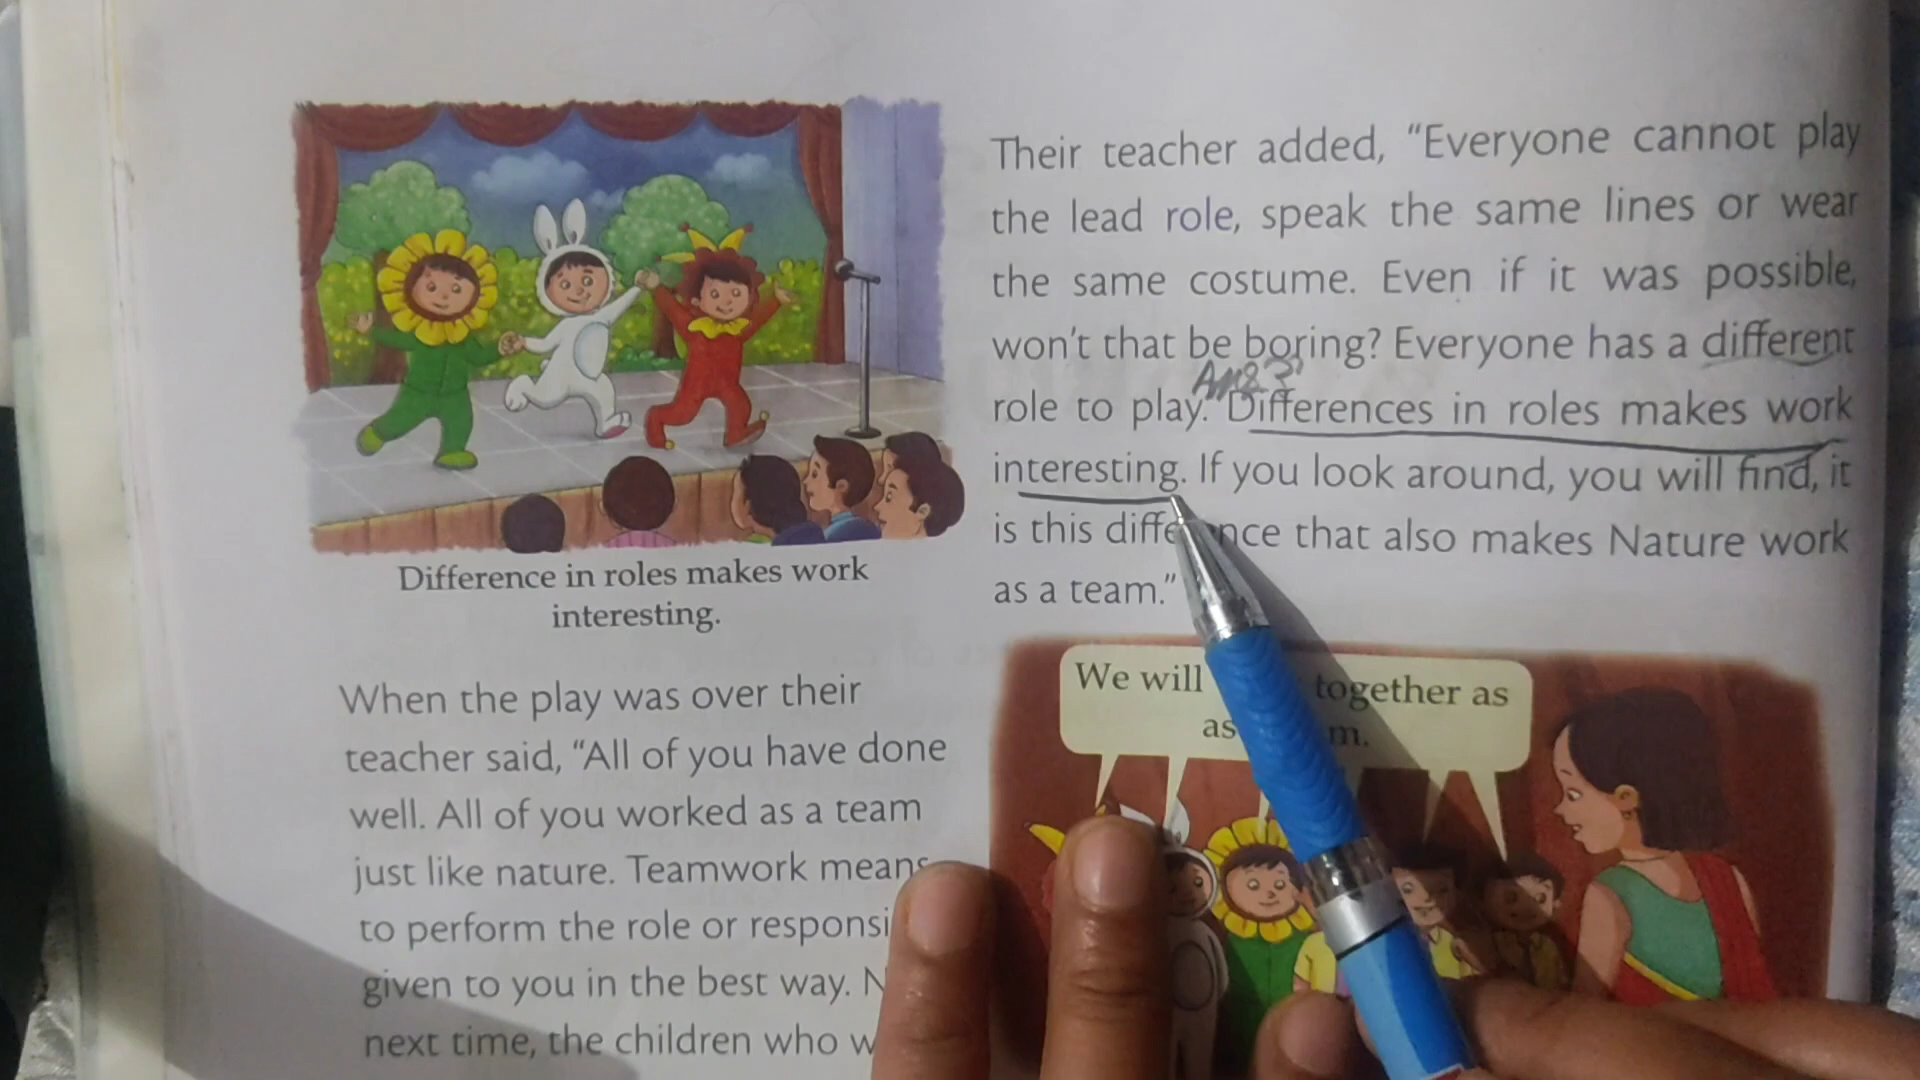 Difference in roles makes work
interesting.
When the play was over their
teacher said, “All of you have done
well. All of you worked as a team
just like nature. Teamwork means
to perform the role or
given to you in the best way.
next time, the children who
Their teacher added, “Everyone cannot play
the lead role, speak the same lines or wear
the same costume. Even if it was possible,
won't that be boring? Everyone has a different
Ans 3
role to play. Differences in roles makes work
interesting. If you look around, you will find, it
is this difference that also makes Nature work
as a team.”
We will together as
as